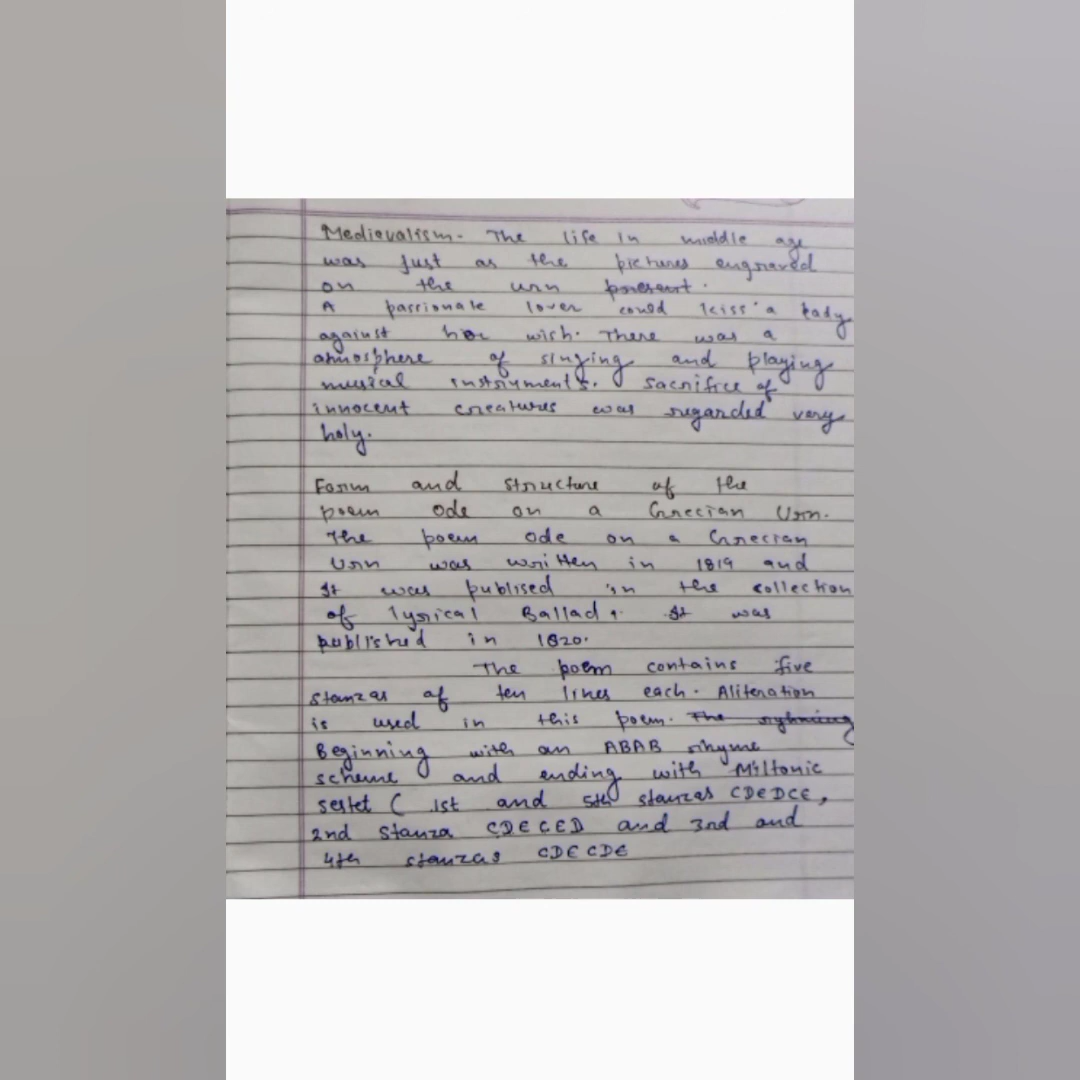 Medievalism. The life in middle age
was just as the pictures engraved
on the urn present.
A passionate lover could kiss a lady
against her wish. There was a
atmosphere of singing and playing
musical instruments. sacrifice of
innocent creatures was regarded very
holy.
Form and structure of the
poem Ode on a Grecian Urn.
The poem Ode on a Grecian
Urn was written in 1819 and
It was publised in the collection
of lyrical Ballad. It was
published in 1820.
The poem contains five
stanzas of ten lines each. Aliteration
is used in this poem. The ryhming
Beginning with an ABAB rhyme
scheme and ending with Miltonic
sestet ( 1st and 5th stanzas CDEDCE,
2nd stanza CDECED and 3rd and
4th stanzas CDECDE